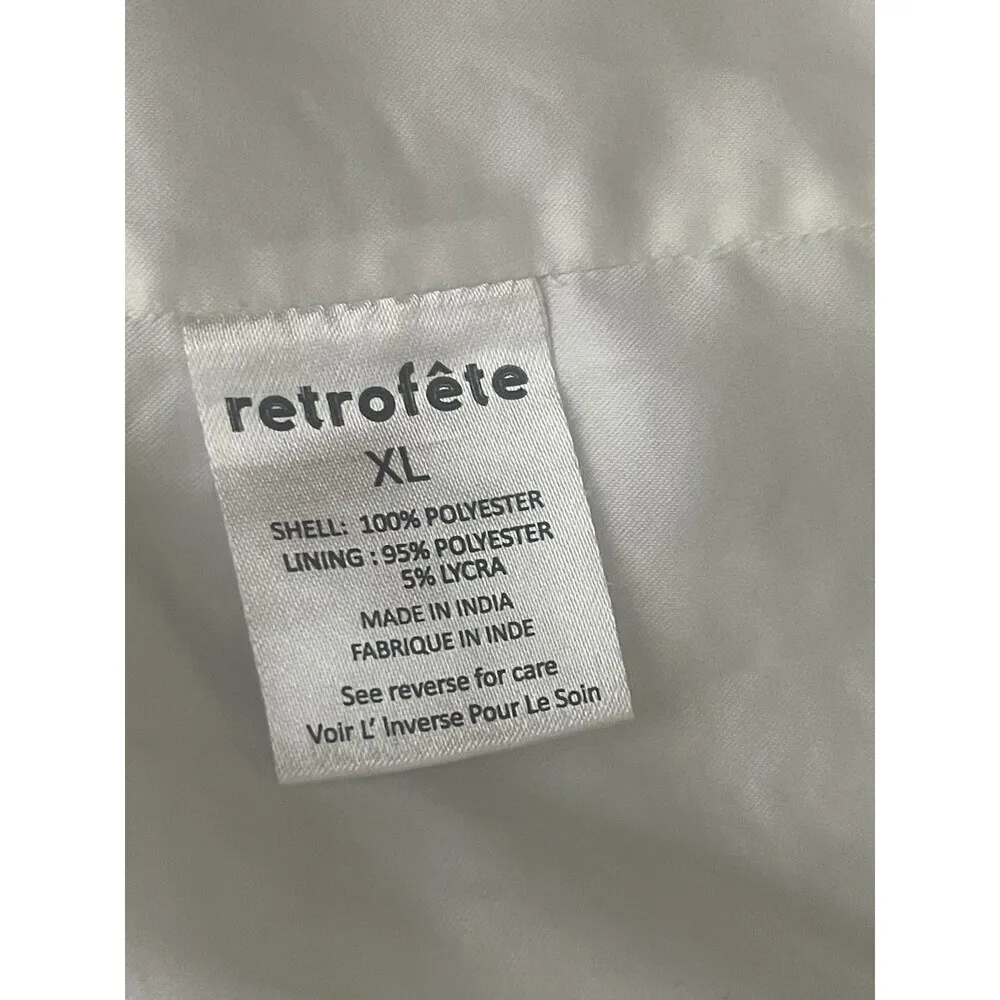 retrofête
XL
SHELL: 100% POLYESTER
LINING : 95% POLYESTER
5% LYCRA
MADE IN INDIA
FABRIQUE IN INDE
See reverse for care
Voir L' Inverse Pour Le Soin